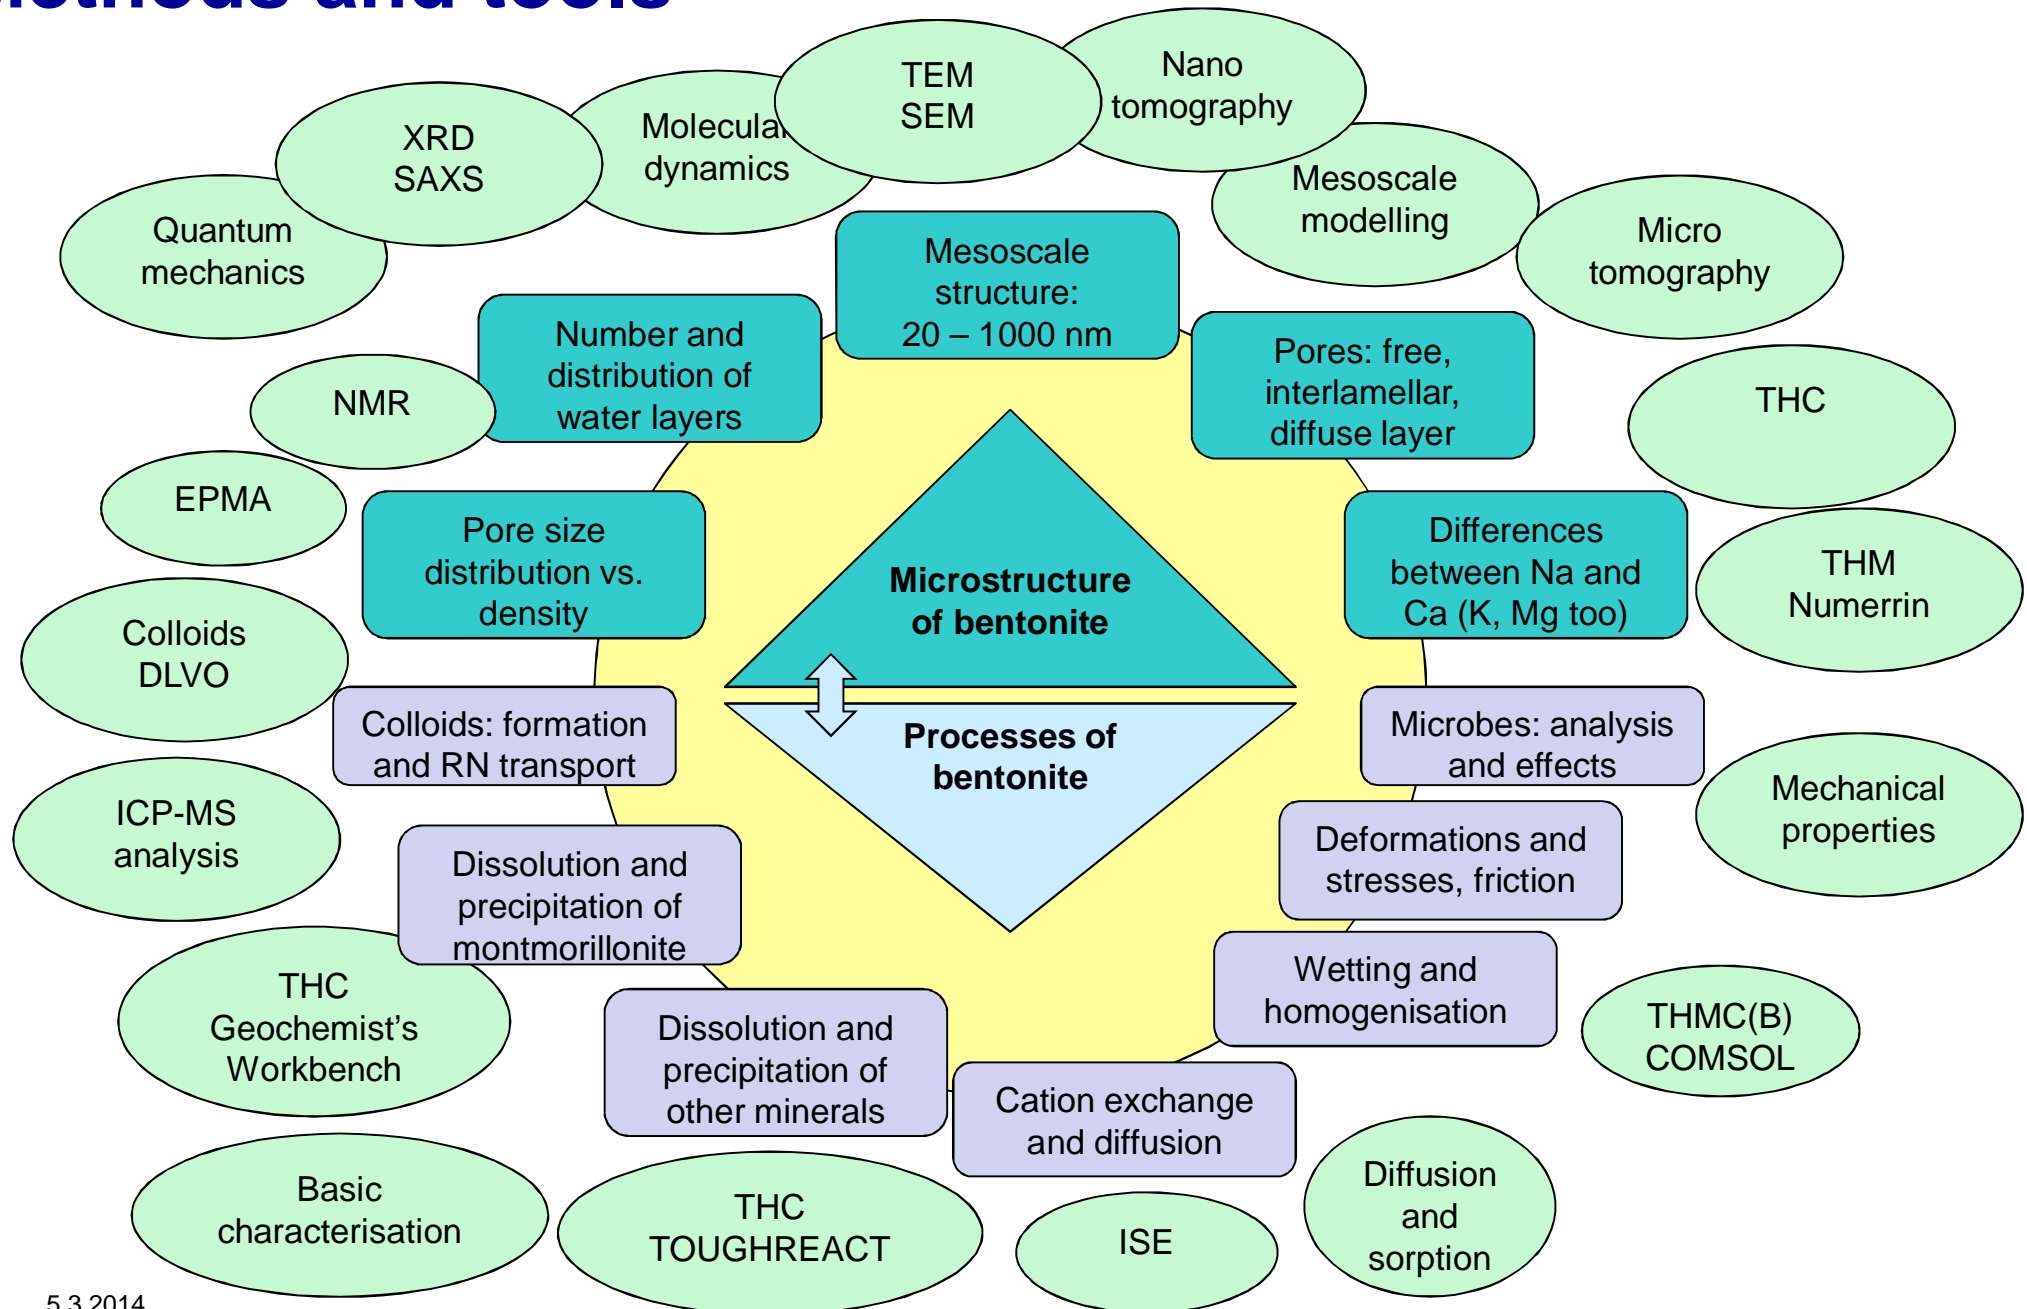 Methods and tools
TEM
SEM
Nano
tomography
XRD
SAXS
Molecular
dynamics
Mesoscale
modelling
Quantum
mechanics
Micro
tomography
Mesoscale
structure:
20 – 1000 nm
Number and
distribution of
water layers
Pores: free,
interlamellar,
diffuse layer
NMR
THC
EPMA
Pore size
distribution vs.
density
Differences
between Na and
Ca (K, Mg too)
THM
Numerrin
Microstructure
of bentonite
Colloids
DLVO
Colloids: formation
and RN transport
Processes of
bentonite
Microbes: analysis
and effects
Mechanical
properties
ICP-MS
analysis
Dissolution and
precipitation of
montmorillonite
Deformations and
stresses, friction
Wetting and
homogenisation
THC
Geochemist’s
Workbench
Dissolution and
precipitation of
other minerals
THMC(B)
COMSOL
Cation exchange
and diffusion
Basic
characterisation
THC
TOUGHREACT
ISE
Diffusion
and
sorption
5.3.2014